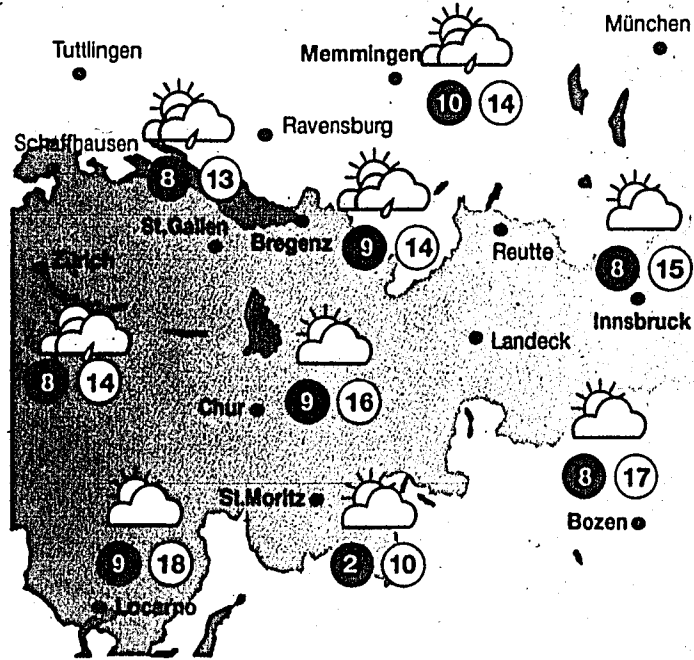 München
Tuttlingen
Memmingen
10 14
Ravensburg
Schaffhausen
8 13
St.Gallen
Bregenz
9 14
Reutte
Zürich
8 15
Innsbruck
Landeck
8 14
9 16
Chur
8 17
St.Moritz
Bozen
9 18
2 10
Locarno